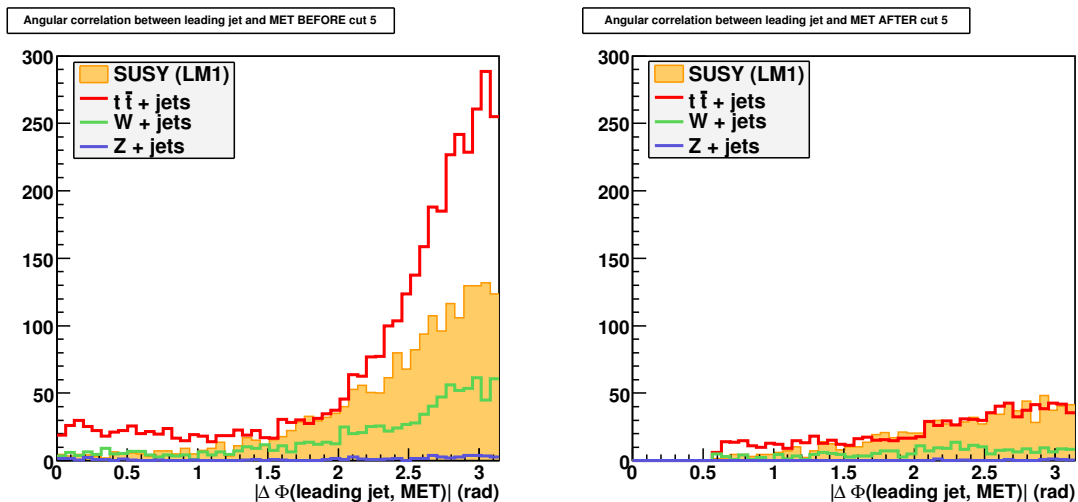 Angular correlation between leading jet and MET BEFORE cut 5
300
250
200
150
100
50
0
SUSY (LM1)
t t̄ + jets
W + jets
Z + jets
0 0.5 1 1.5 2 2.5 3
|Δ Φ(leading jet, MET)| (rad)
Angular correlation between leading jet and MET AFTER cut 5
300
250
200
150
100
50
0
SUSY (LM1)
t t̄ + jets
W + jets
Z + jets
0 0.5 1 1.5 2 2.5 3
|Δ Φ(leading jet, MET)| (rad)